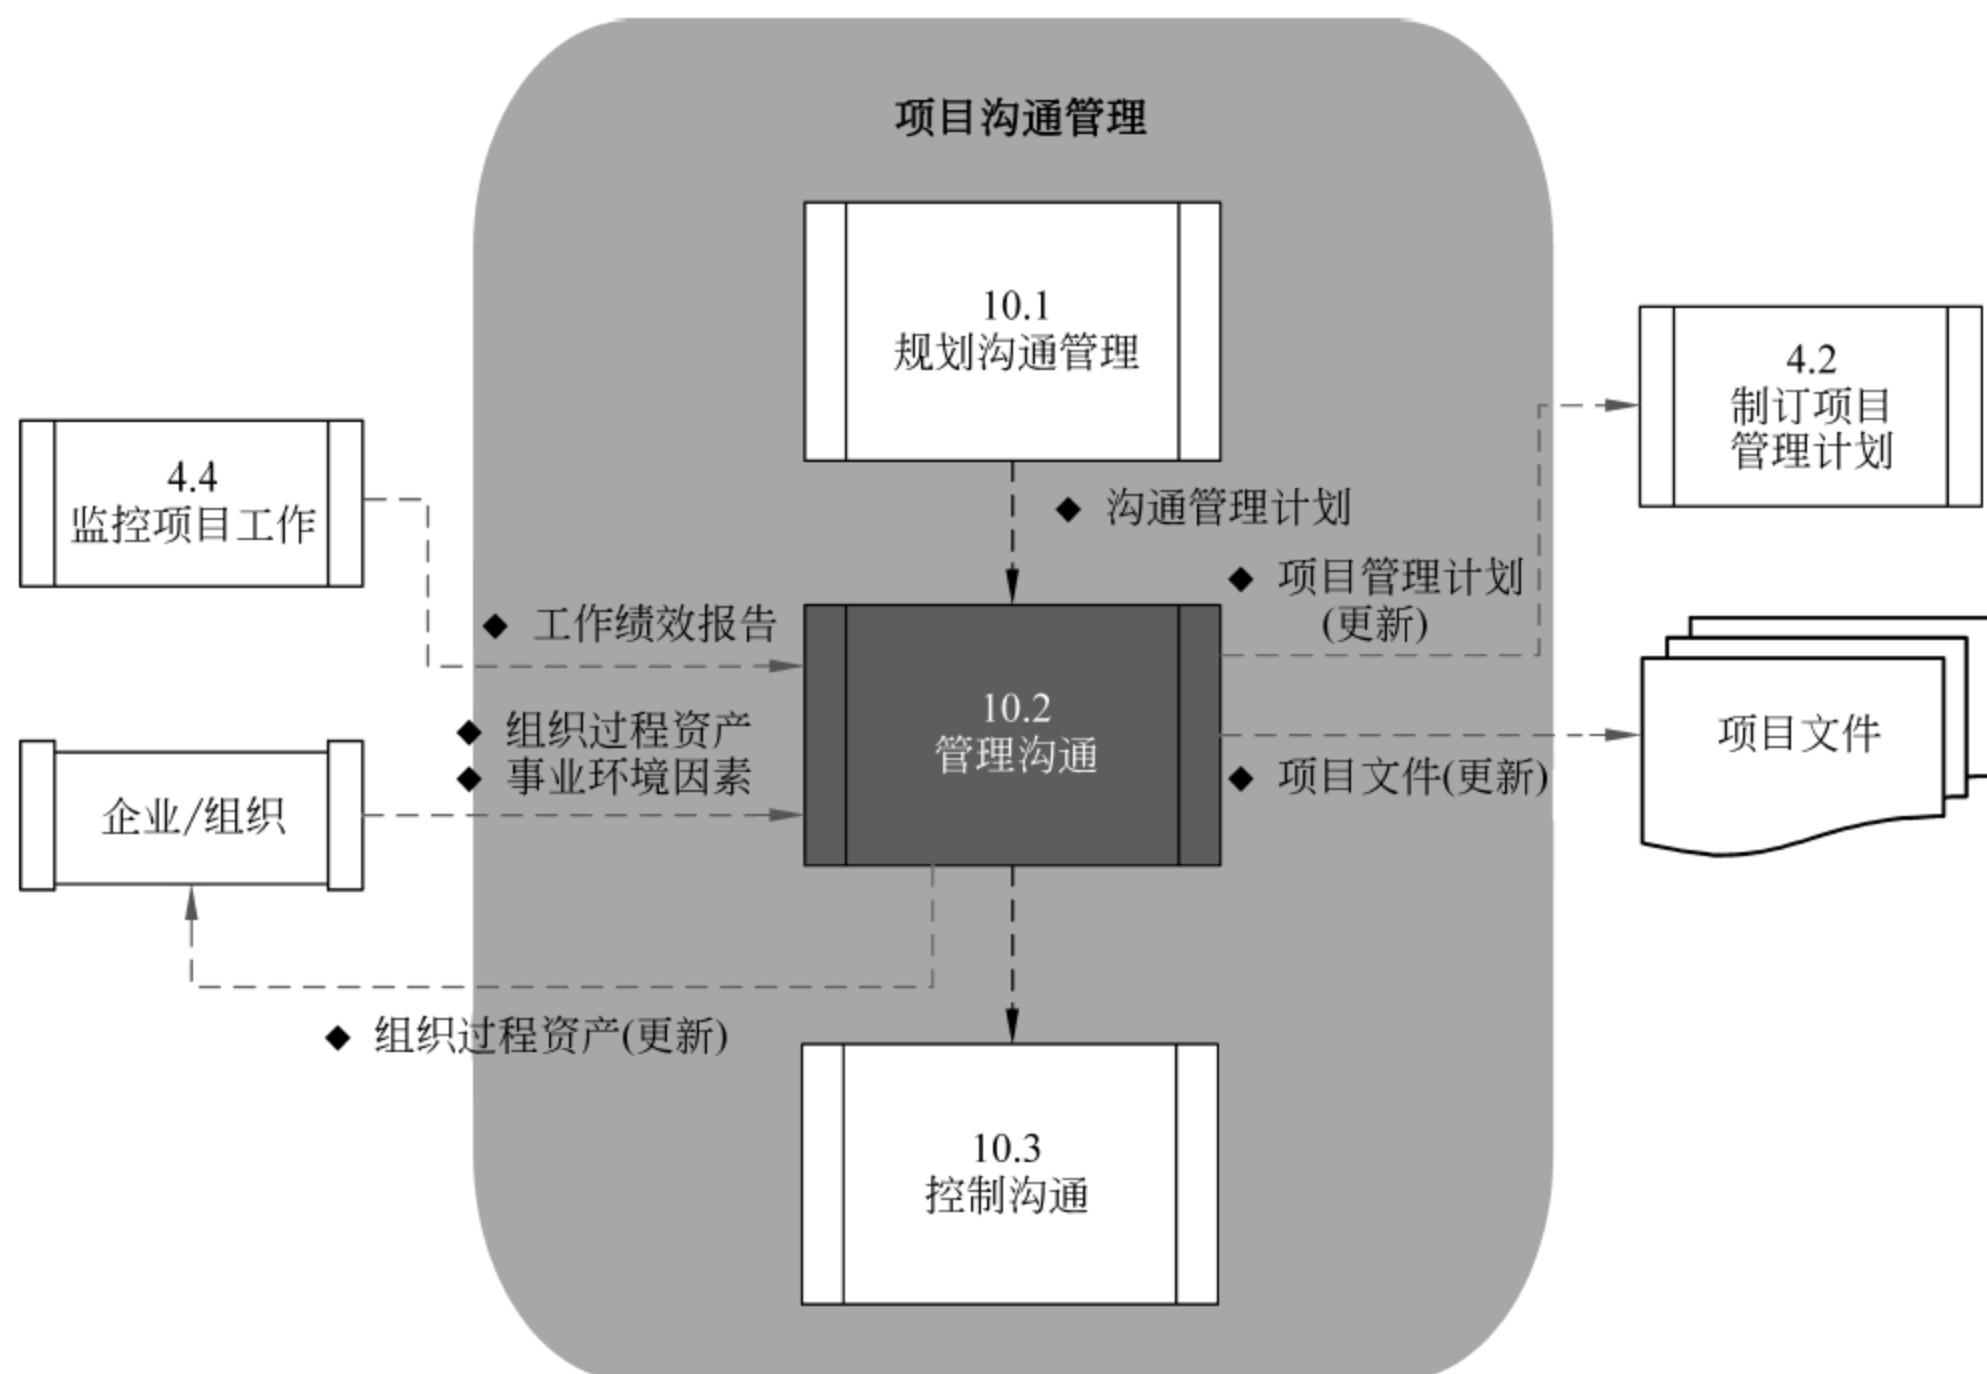 项目沟通管理
10.1
规划沟通管理
4.2
制订项目
管理计划
4.4
监控项目工作
◆ 沟通管理计划
◆ 项目管理计划
(更新)
◆ 工作绩效报告
10.2
管理沟通
◆ 组织过程资产
◆ 事业环境因素
项目文件
◆ 项目文件(更新)
企业/组织
◆ 组织过程资产(更新)
10.3
控制沟通